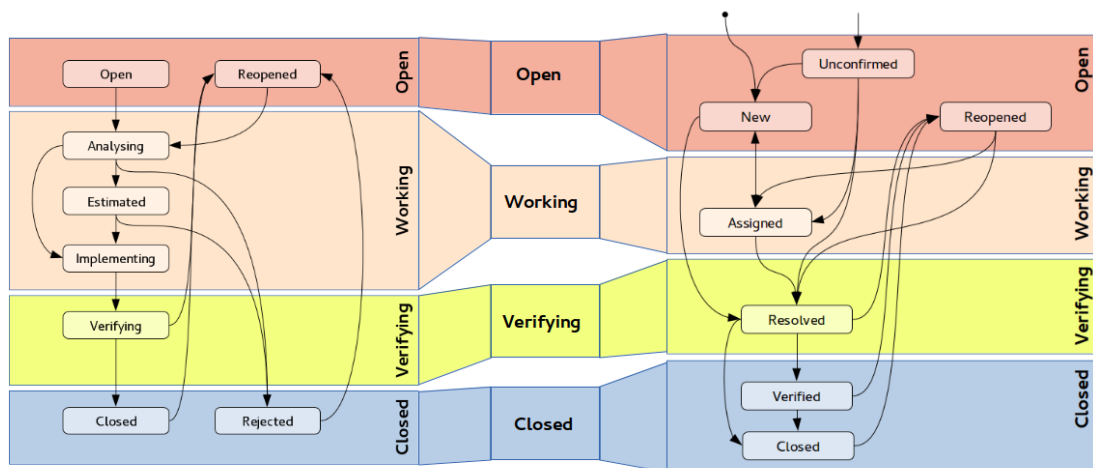 Open
Reopened
Open
Analysing
Estimated
Implementing
Working
Verifying
Verifying
Closed
Rejected
Closed
Open
Working
Verifying
Closed
Unconfirmed
New
Reopened
Open
Assigned
Working
Resolved
Verifying
Verified
Closed
Closed